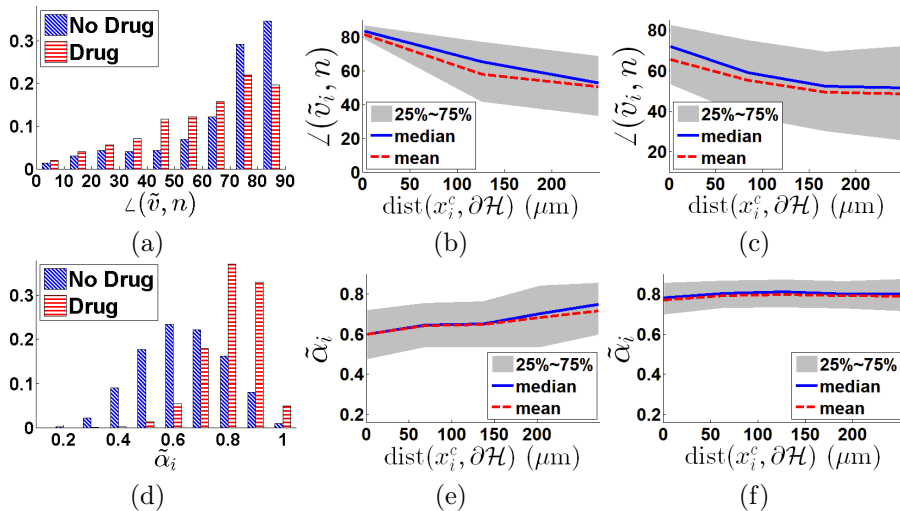 0.3
0.2
0.1
0
No Drug
Drug
0 10 20 30 40 50 60 70 80 90
∠(ṽ, n)
(a)
∠(ṽᵢ, n)
80
60
40
20
0
25%~75%
median
mean
0 50 100 150 200
dist(xᵢᶜ, ∂ℋ) (μm)
(b)
∠(ṽᵢ, n)
80
60
40
20
25%~75%
median
mean
0 50 100 150 200
dist(xᵢᶜ, ∂ℋ) (μm)
(c)
0.3
0.2
0.1
0
No Drug
Drug
0.2 0.4 0.6 0.8 1
α̃ᵢ
(d)
α̃ᵢ
0.8
0.6
0.4
0.2
25%~75%
median
mean
0 50 100 150 200 250
dist(xᵢᶜ, ∂ℋ) (μm)
(e)
α̃ᵢ
0.8
0.6
0.4
0.2
25%~75%
median
mean
0 50 100 150 200 250
dist(xᵢᶜ, ∂ℋ) (μm)
(f)